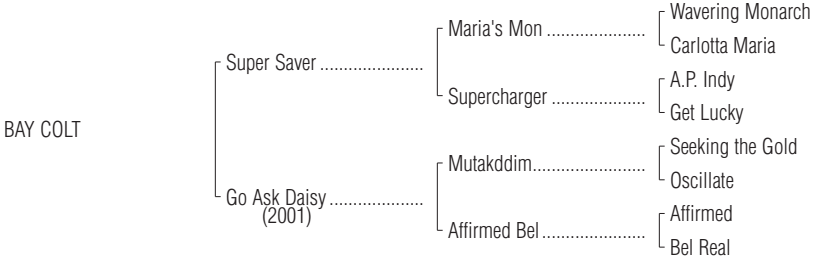 Wavering Monarch
Maria's Mon .....................
Carlotta Maria
Super Saver ......................
A.P. Indy
Supercharger ....................
Get Lucky
BAY COLT
Seeking the Gold
Mutakddim........................
Oscillate
Go Ask Daisy ....................
(2001)
Affirmed
Affirmed Bel ......................
Bel Real